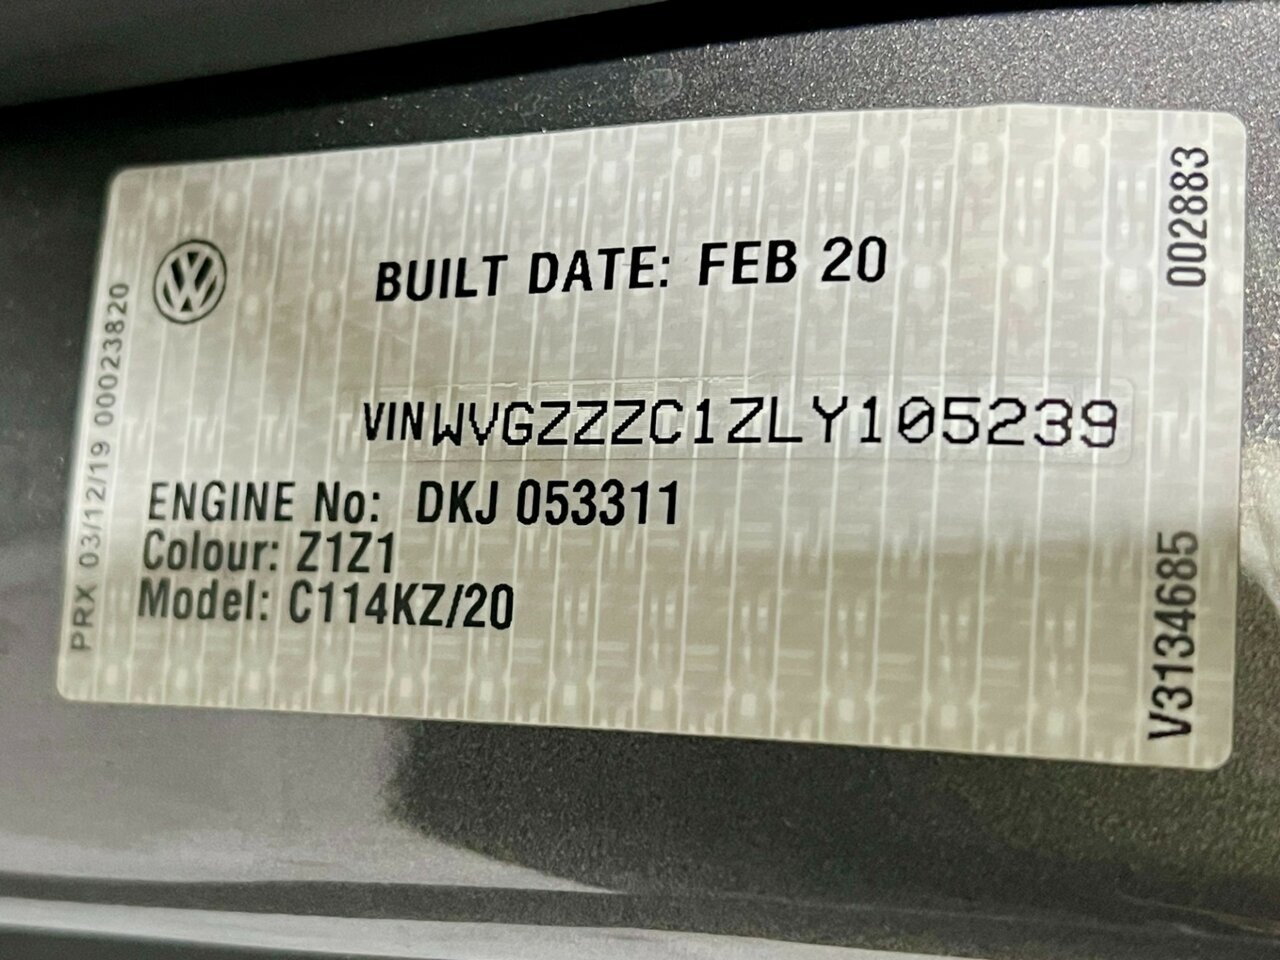 BUILT DATE: FEB 20
VINWVGZZZC1ZLY105239
ENGINE No: DKJ 053311
Colour: Z1Z1
Model: C114KZ/20
PRX 03/12/19 00023820
002883
V3134685